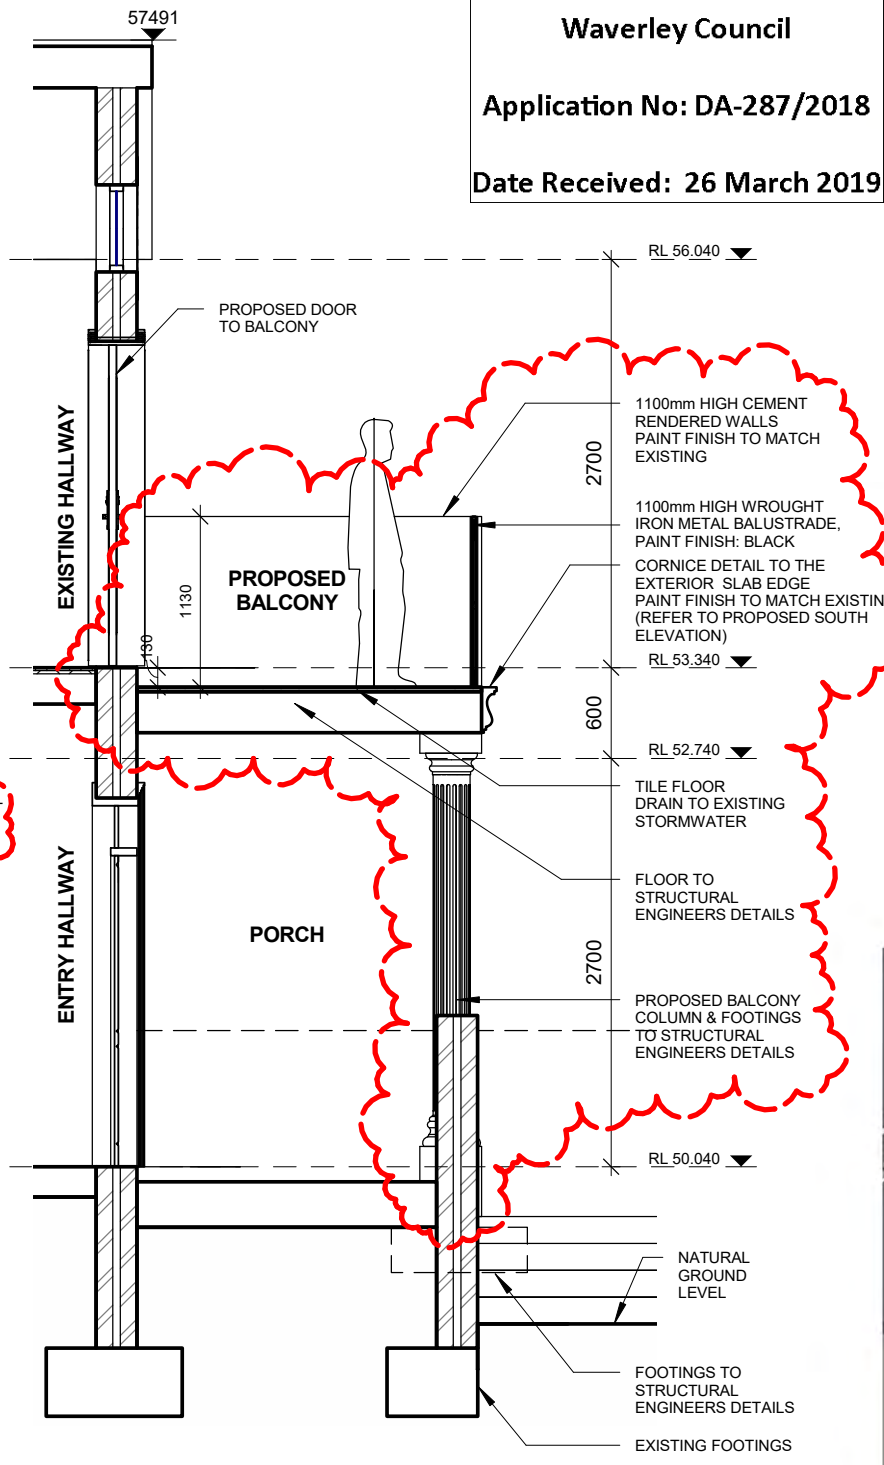 57491
Waverley Council
Application No: DA-287/2018
Date Received: 26 March 2019
RL 56.040
PROPOSED DOOR
TO BALCONY
EXISTING HALLWAY
2700
1100mm HIGH CEMENT
RENDERED WALLS
PAINT FINISH TO MATCH
EXISTING
1100mm HIGH WROUGHT
IRON METAL BALUSTRADE,
PAINT FINISH: BLACK
PROPOSED
BALCONY
1130
130
CORNICE DETAIL TO THE
EXTERIOR SLAB EDGE
PAINT FINISH TO MATCH EXISTIN
(REFER TO PROPOSED SOUTH
ELEVATION)
RL 53.340
600
RL 52.740
TILE FLOOR
DRAIN TO EXISTING
STORMWATER
FLOOR TO
STRUCTURAL
ENGINEERS DETAILS
ENTRY HALLWAY
PORCH
2700
PROPOSED BALCONY
COLUMN & FOOTINGS
TO STRUCTURAL
ENGINEERS DETAILS
RL 50.040
NATURAL
GROUND
LEVEL
FOOTINGS TO
STRUCTURAL
ENGINEERS DETAILS
EXISTING FOOTINGS